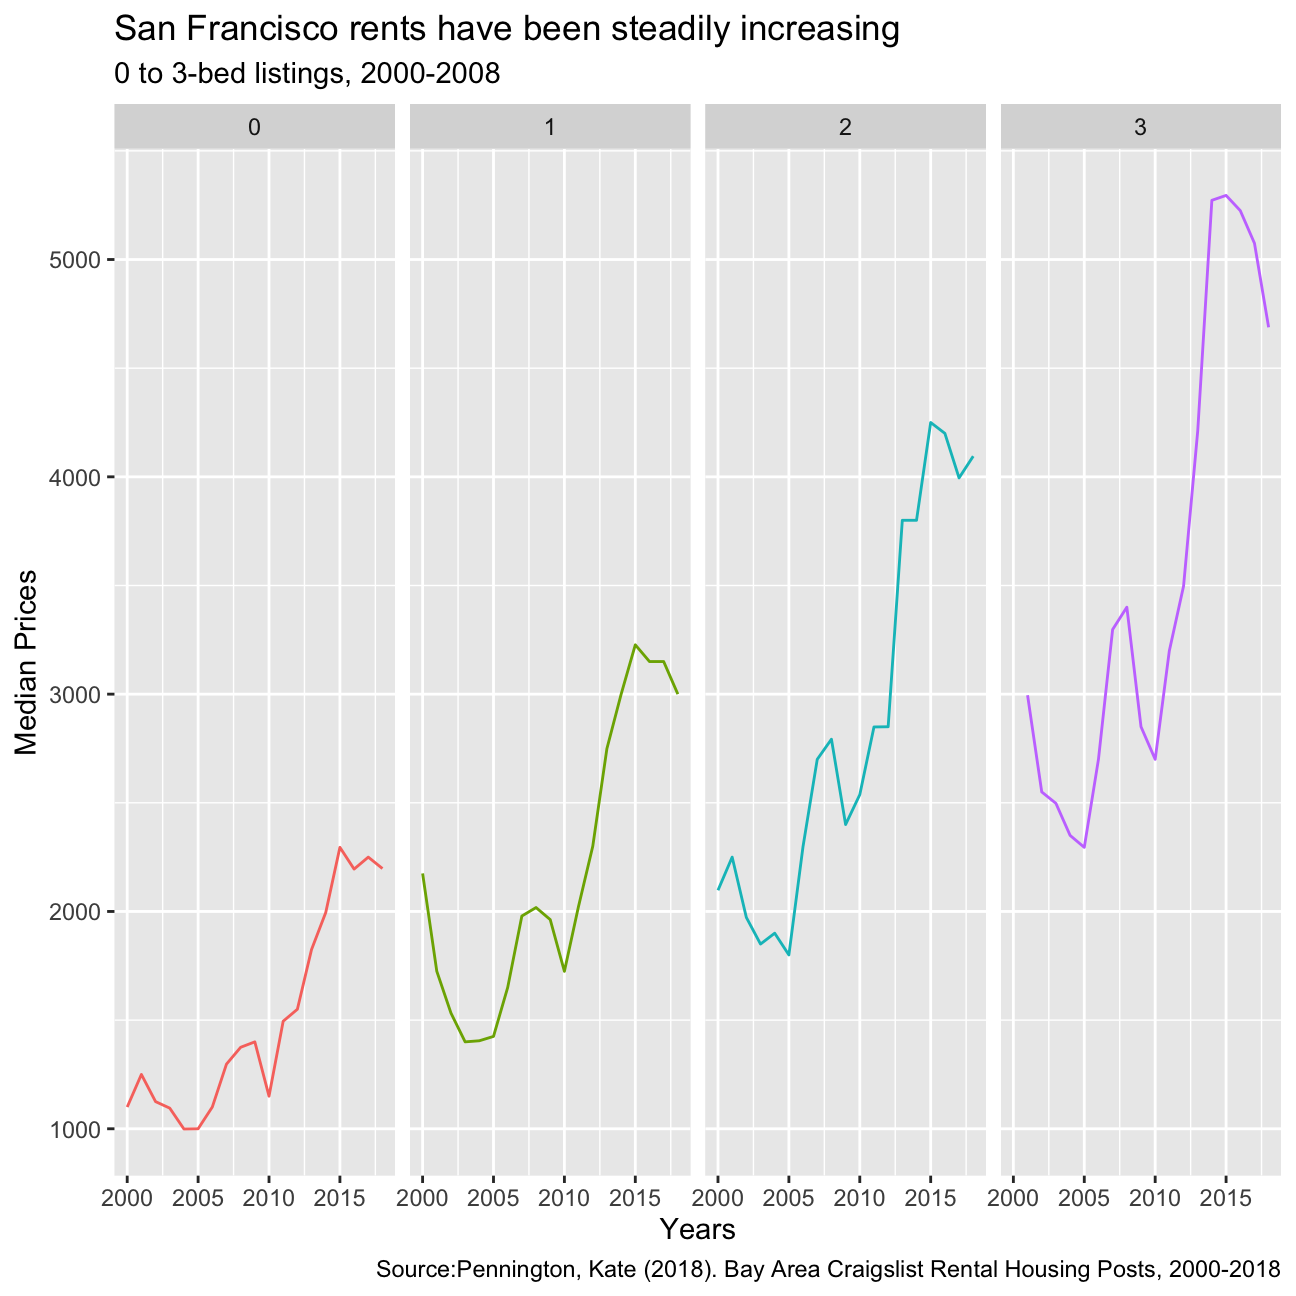 San Francisco rents have been steadily increasing
0 to 3-bed listings, 2000-2008
0 1 2 3
5000
4000
3000
2000
1000
Median Prices
2000 2005 2010 2015 2000 2005 2010 2015 2000 2005 2010 2015 2000 2005 2010 2015
Years
Source:Pennington, Kate (2018). Bay Area Craigslist Rental Housing Posts, 2000-2018